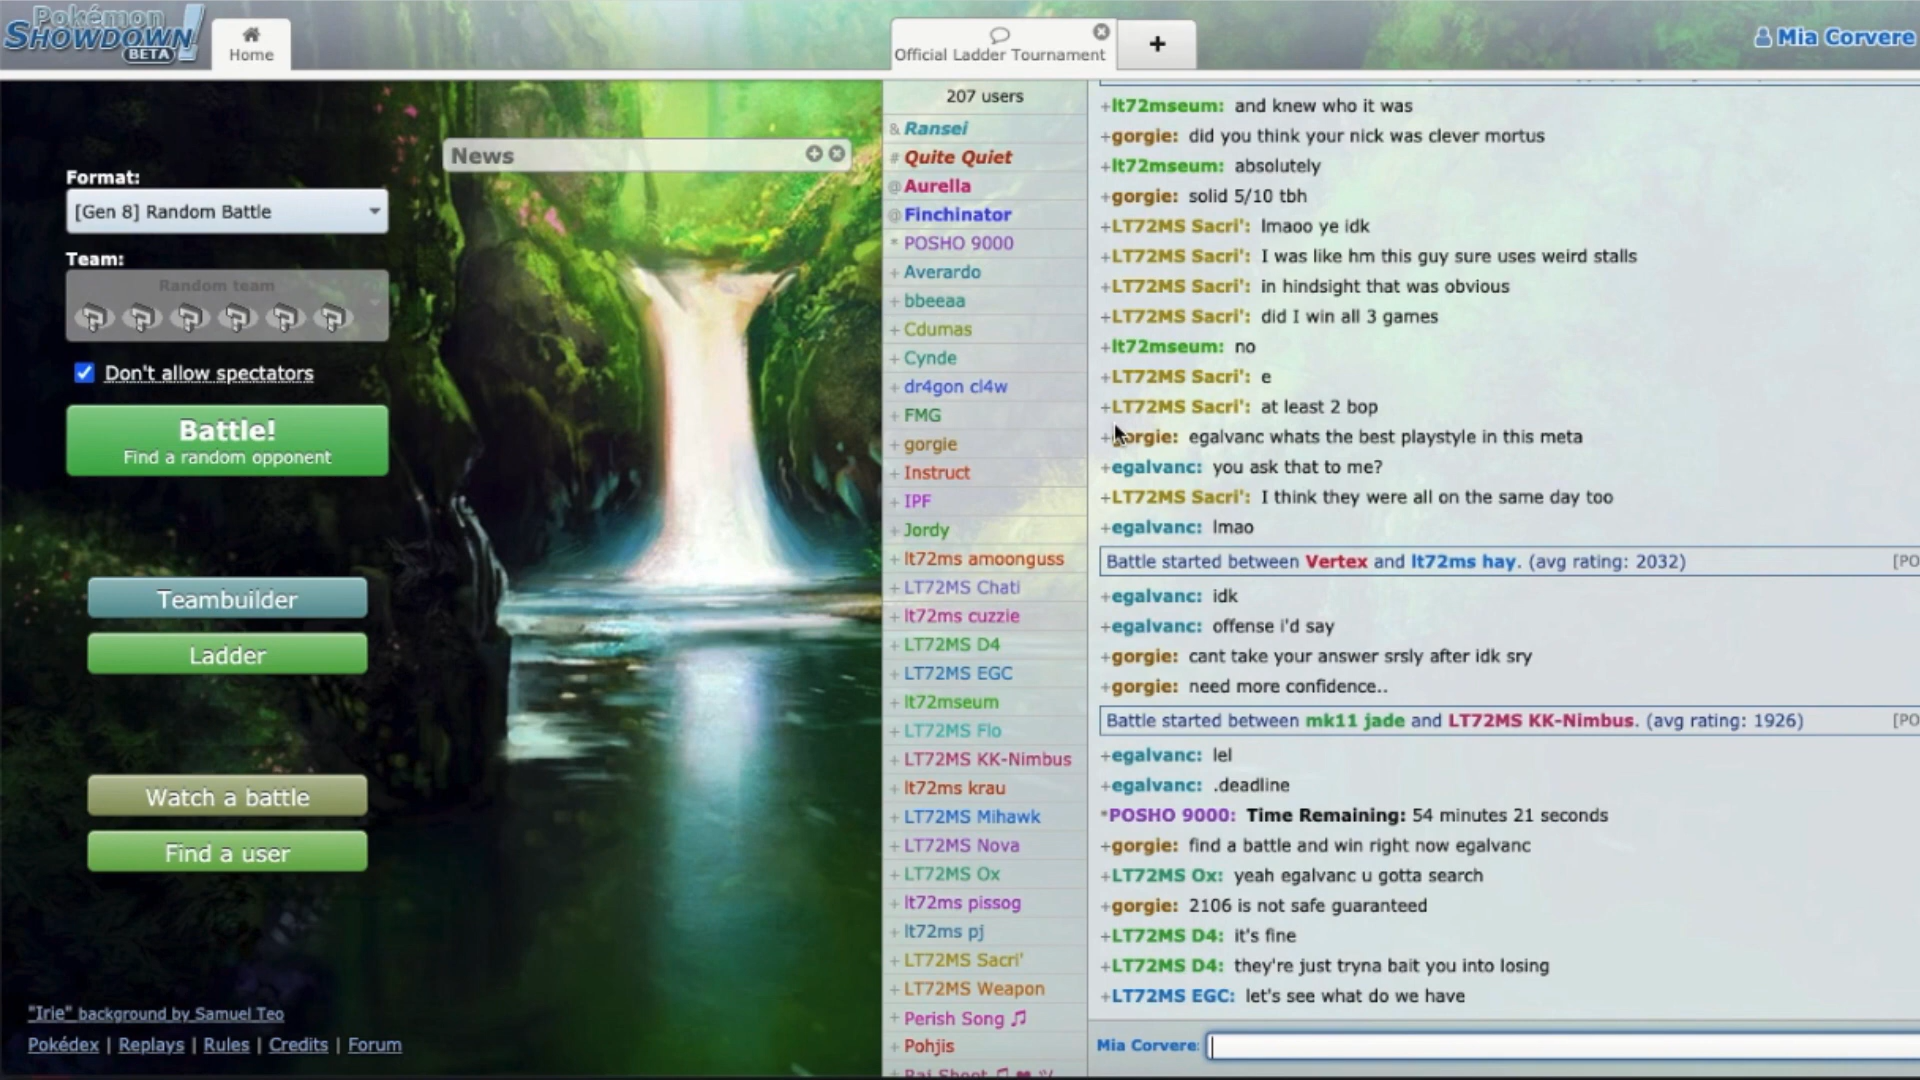 Pokémon
SHOWDOWN!
BETA
Home
Official Ladder Tournament
+
Mia Corvere
News
Format:
[Gen 8] Random Battle
Team:
Random team
Don't allow spectators
Battle!
Find a random opponent
Teambuilder
Ladder
Watch a battle
Find a user
"Irie" background by Samuel Teo
Pokédex | Replays | Rules | Credits | Forum
207 users
& Ransei
# Quite Quiet
@ Aurella
@ Finchinator
* POSHO 9000
+ Averardo
+ bbeeaa
+ Cdumas
+ Cynde
+ dr4gon cl4w
+ FMG
+ gorgie
+ Instruct
+ IPF
+ Jordy
+ lt72ms amoonguss
+ LT72MS Chati
+ lt72ms cuzzie
+ LT72MS D4
+ LT72MS EGC
+ lt72mseum
+ LT72MS Flo
+ LT72MS KK-Nimbus
+ lt72ms krau
+ LT72MS Mihawk
+ LT72MS Nova
+ LT72MS Ox
+ lt72ms pissog
+ lt72ms pj
+ LT72MS Sacri'
+ LT72MS Weapon
+ Perish Song ♫
+ Pohjis
+lt72mseum: and knew who it was
+gorgie: did you think your nick was clever mortus
+lt72mseum: absolutely
+gorgie: solid 5/10 tbh
+LT72MS Sacri': lmaoo ye idk
+LT72MS Sacri': I was like hm this guy sure uses weird stalls
+LT72MS Sacri': in hindsight that was obvious
+LT72MS Sacri': did I win all 3 games
+lt72mseum: no
+LT72MS Sacri': e
+LT72MS Sacri': at least 2 bop
+gorgie: egalvanc whats the best playstyle in this meta
+egalvanc: you ask that to me?
+LT72MS Sacri': I think they were all on the same day too
+egalvanc: lmao
Battle started between Vertex and lt72ms hay. (avg rating: 2032) [PO
+egalvanc: idk
+egalvanc: offense i'd say
+gorgie: cant take your answer srsly after idk sry
+gorgie: need more confidence..
Battle started between mk11 jade and LT72MS KK-Nimbus. (avg rating: 1926) [PO
+egalvanc: lel
+egalvanc: .deadline
*POSHO 9000: Time Remaining: 54 minutes 21 seconds
+gorgie: find a battle and win right now egalvanc
+LT72MS Ox: yeah egalvanc u gotta search
+gorgie: 2106 is not safe guaranteed
+LT72MS D4: it's fine
+LT72MS D4: they're just tryna bait you into losing
+LT72MS EGC: let's see what do we have
Mia Corvere: